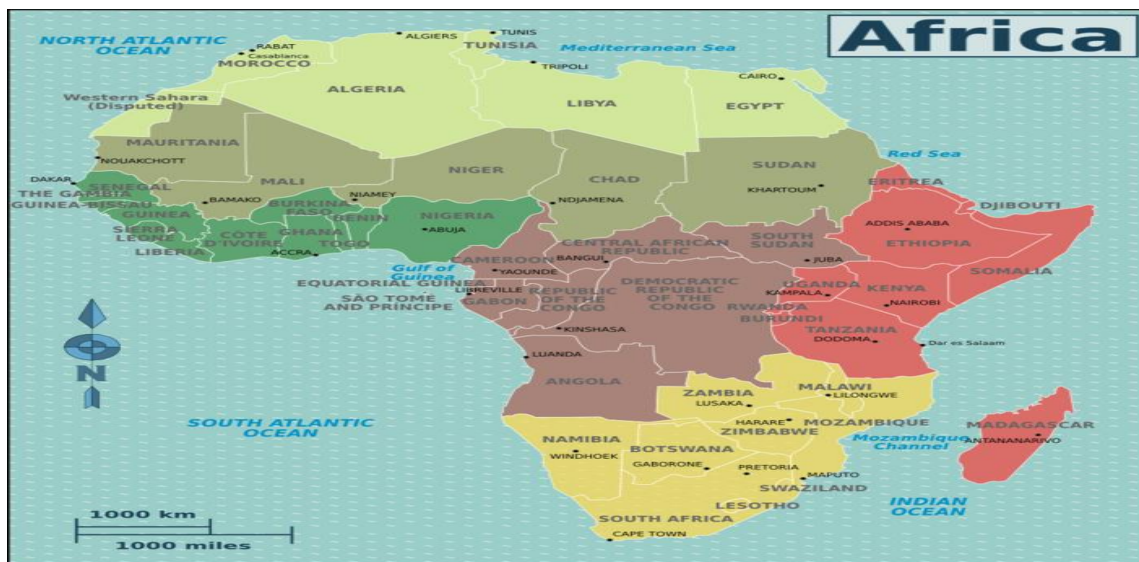 Africa
NORTH ATLANTIC
OCEAN
RABAT
Casablanca
MOROCCO
ALGIERS
TUNIS
TUNISIA
Mediterranean Sea
TRIPOLI
CAIRO
ALGERIA
LIBYA
EGYPT
Western Sahara
(Disputed)
MAURITANIA
NOUAKCHOTT
MALI
NIGER
CHAD
SUDAN
KHARTOUM
Red Sea
ERITREA
DJIBOUTI
DAKAR
SENEGAL
THE GAMBIA
GUINEA-BISSAU
GUINEA
SIERRA
LEONE
LIBERIA
BAMAKO
BURKINA
FASO
NIAMEY
BENIN
CÔTE
D'IVOIRE
GHANA
TOGO
ACCRA
NIGERIA
ABUJA
NDJAMENA
Gulf of
Guinea
CAMEROON
YAOUNDE
CENTRAL AFRICAN
REPUBLIC
BANGUI
SOUTH
SUDAN
JUBA
ADDIS ABABA
ETHIOPIA
SOMALIA
EQUATORIAL GUINEA
LIBREVILLE
SÃO TOMÉ
AND PRÍNCIPE
GABON
REPUBLIC
OF THE
CONGO
DEMOCRATIC
REPUBLIC
OF THE
CONGO
UGANDA
KAMPALA
KENYA
NAIROBI
RWANDA
BURUNDI
TANZANIA
DODOMA
Dar es Salaam
KINSHASA
LUANDA
ANGOLA
ZAMBIA
LUSAKA
MALAWI
LILONGWE
HARARE
ZIMBABWE
MOZAMBIQUE
Mozambique
Channel
MADAGASCAR
ANTANANARIVO
NAMIBIA
WINDHOEK
BOTSWANA
GABORONE
PRETORIA
MAPUTO
SWAZILAND
LESOTHO
SOUTH AFRICA
CAPE TOWN
N
SOUTH ATLANTIC
OCEAN
INDIAN
OCEAN
1000 km
1000 miles